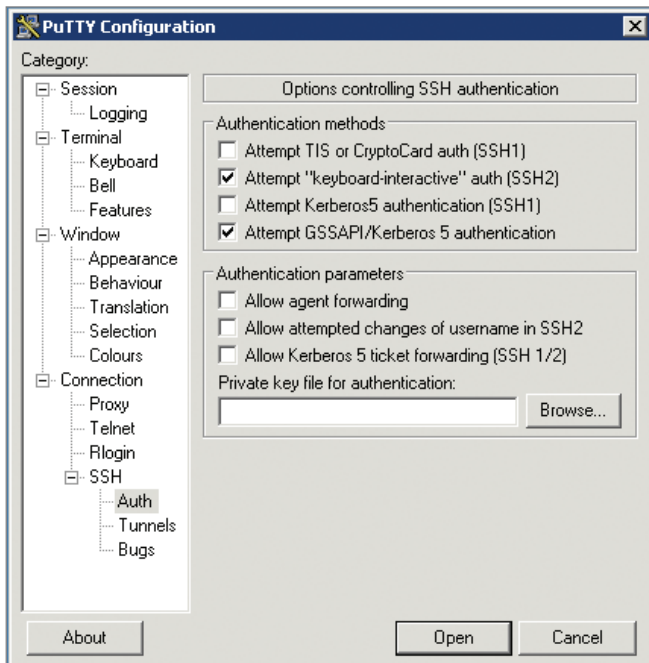 PuTTY Configuration
Category:
Session
Logging
Terminal
Keyboard
Bell
Features
Window
Appearance
Behaviour
Translation
Selection
Colours
Connection
Proxy
Telnet
Rlogin
SSH
Auth
Tunnels
Bugs
Options controlling SSH authentication
Authentication methods
Attempt TIS or CryptoCard auth (SSH1)
Attempt "keyboard-interactive" auth (SSH2)
Attempt Kerberos5 authentication (SSH1)
Attempt GSSAPI/Kerberos 5 authentication
Authentication parameters
Allow agent forwarding
Allow attempted changes of username in SSH2
Allow Kerberos 5 ticket forwarding (SSH 1/2)
Private key file for authentication:
Browse...
About
Open
Cancel